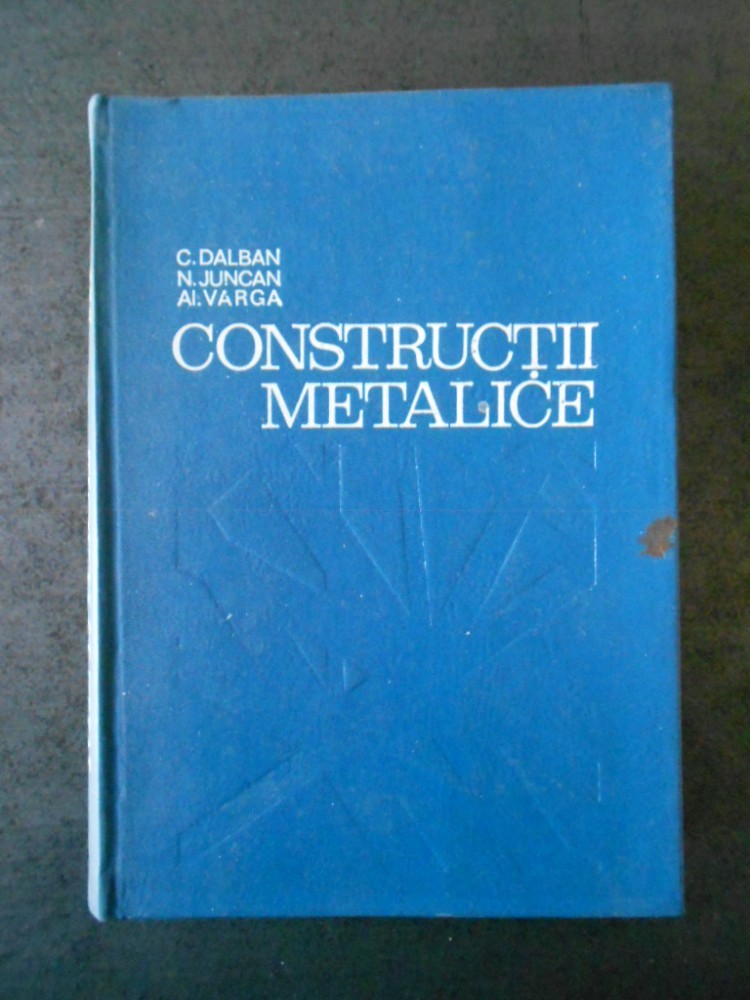 C. DALBAN
N. JUNCAN
Al. VARGA
CONSTRUCȚII
METALICE